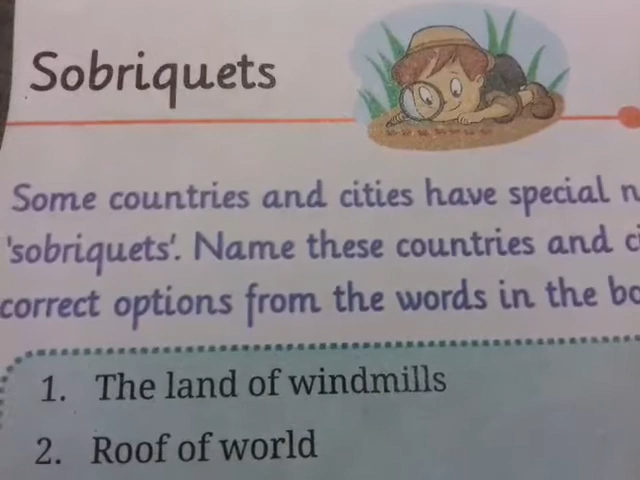 Sobriquets
Some countries and cities have special
'sobriquets'. Name these countries and
correct options from the words in the
1. The land of windmills
2. Roof of world